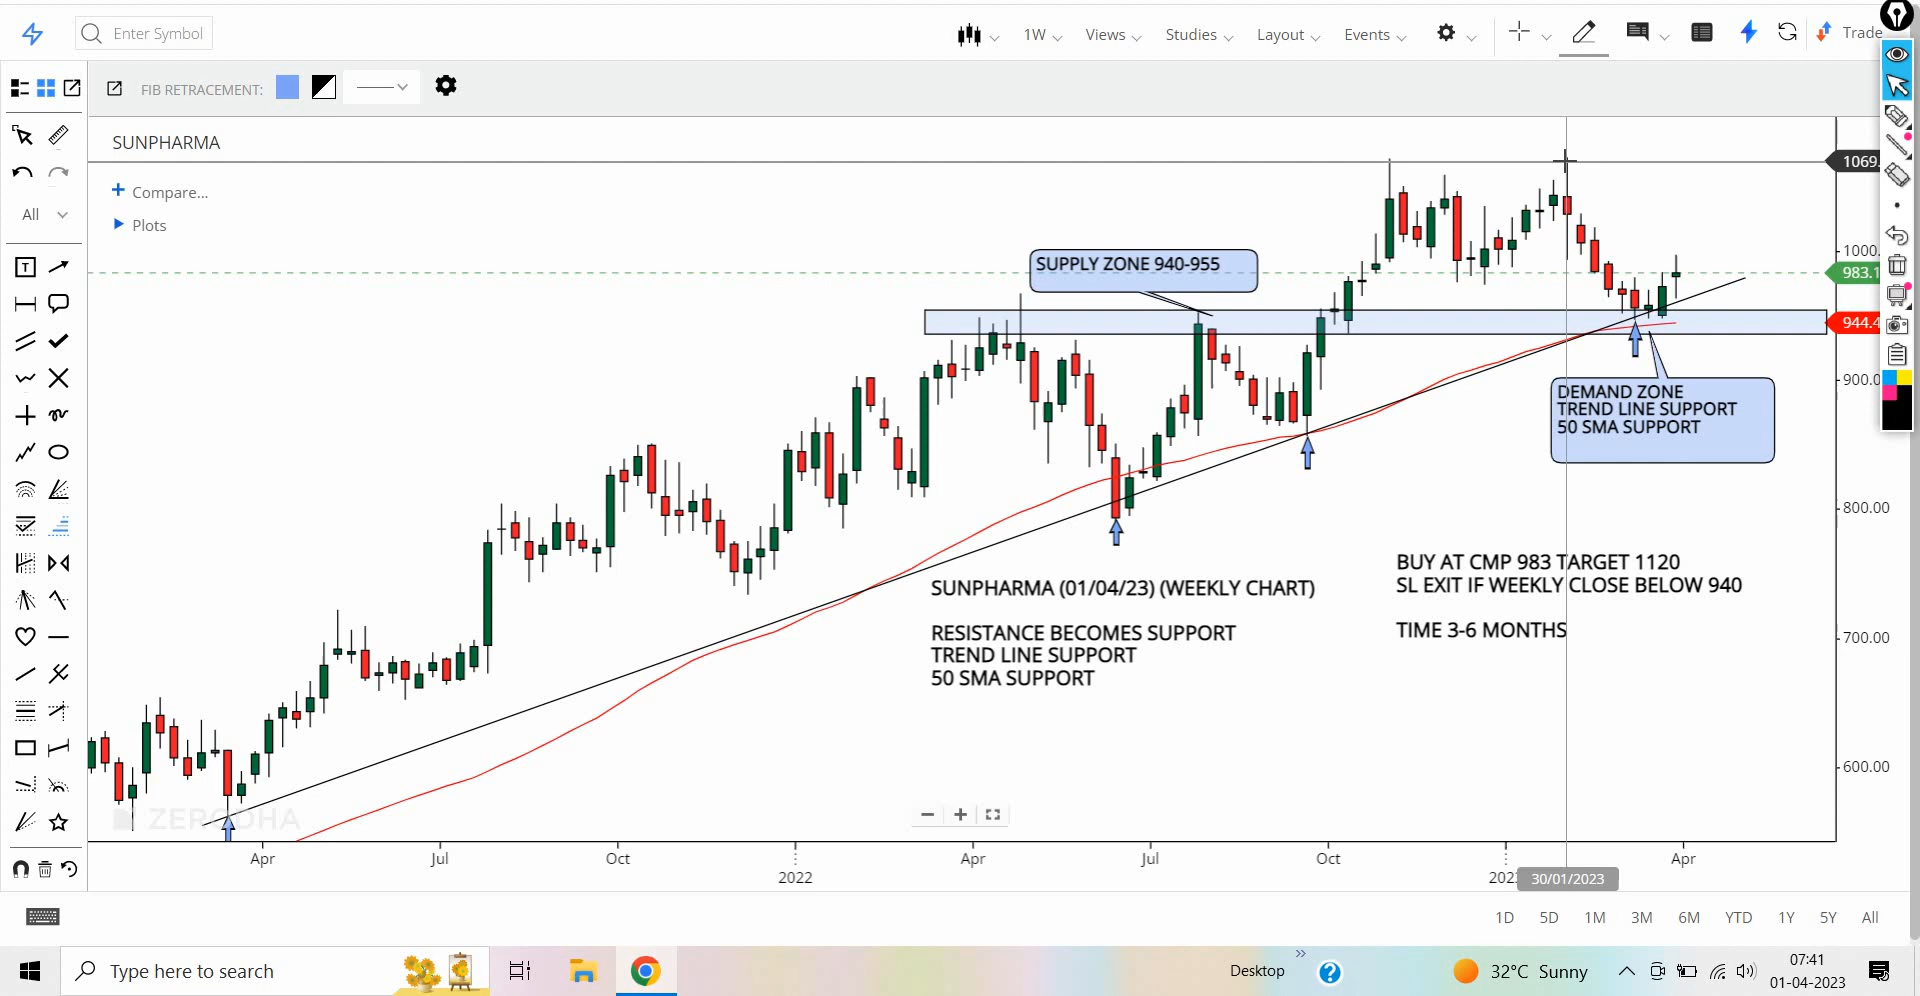 Enter Symbol
1W
Views
Studies
Layout
Events
Trade
FIB RETRACEMENT:
SUNPHARMA
Compare...
Plots
All
T
SUPPLY ZONE 940-955
DEMAND ZONE
TREND LINE SUPPORT
50 SMA SUPPORT
SUNPHARMA (01/04/23) (WEEKLY CHART)
RESISTANCE BECOMES SUPPORT
TREND LINE SUPPORT
50 SMA SUPPORT
BUY AT CMP 983 TARGET 1120
SL EXIT IF WEEKLY CLOSE BELOW 940
TIME 3-6 MONTHS
1069.
1000.
983.1
944.4
900.0
800.00
700.00
600.00
ZERODHA
Apr
Jul
Oct
2022
Apr
Jul
Oct
202
30/01/2023
Apr
1D
5D
1M
3M
6M
YTD
1Y
5Y
All
Type here to search
Desktop
32°C Sunny
07:41
01-04-2023